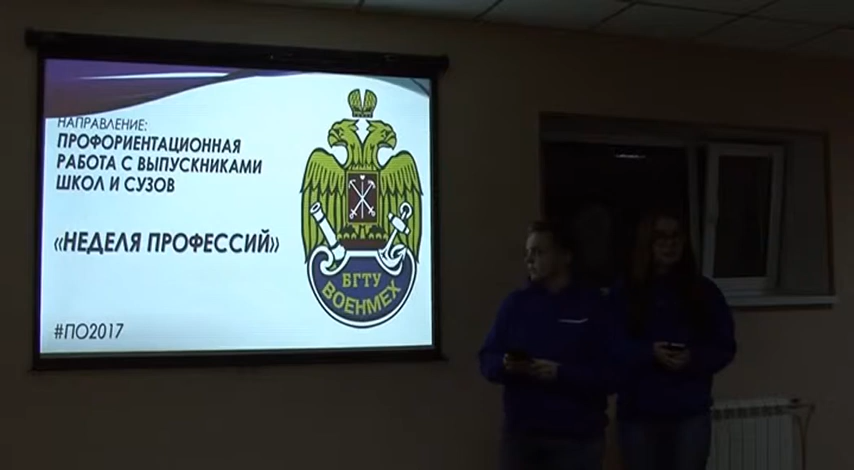 НАПРАВЛЕНИЕ:
ПРОФОРИЕНТАЦИОННАЯ
РАБОТА С ВЫПУСКНИКАМИ
ШКОЛ И СУЗОВ
«НЕДЕЛЯ ПРОФЕССИЙ»
БГТУ
ВОЕНМЕХ
#ПО2017